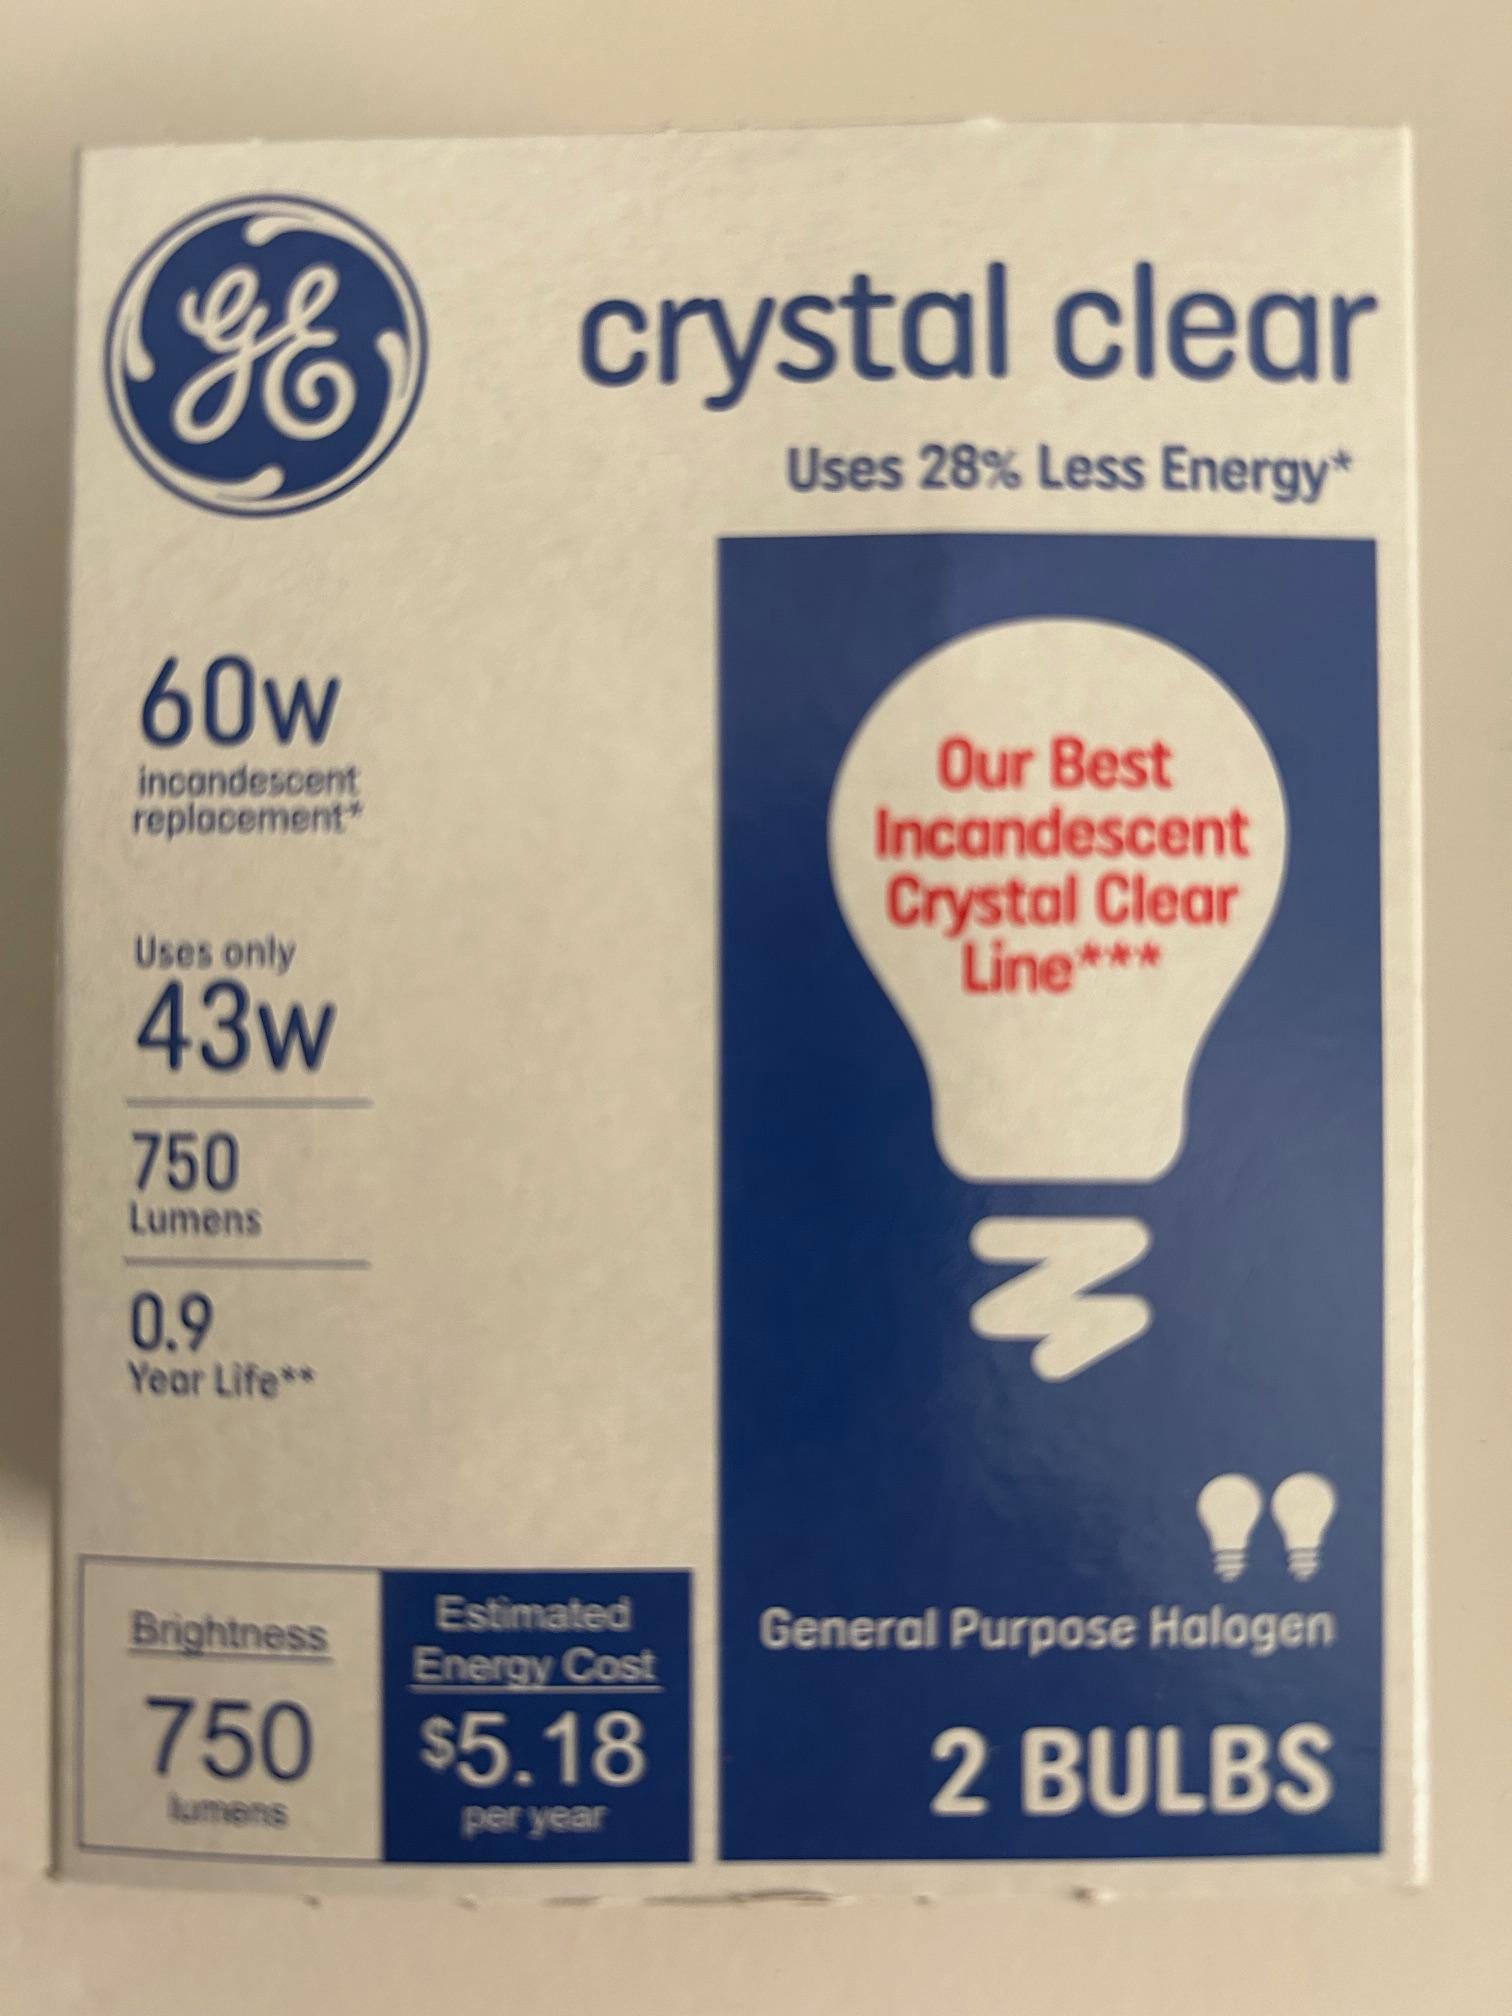 GE
crystal clear
Uses 28% Less Energy*
60w
incandescent
replacement*
Uses only
43w
750
Lumens
0.9
Year Life**
Our Best
Incandescent
Crystal Clear
Line***
Brightness
750
lumens
Estimated
Energy Cost
$5.18
per year
General Purpose Halogen
2 BULBS